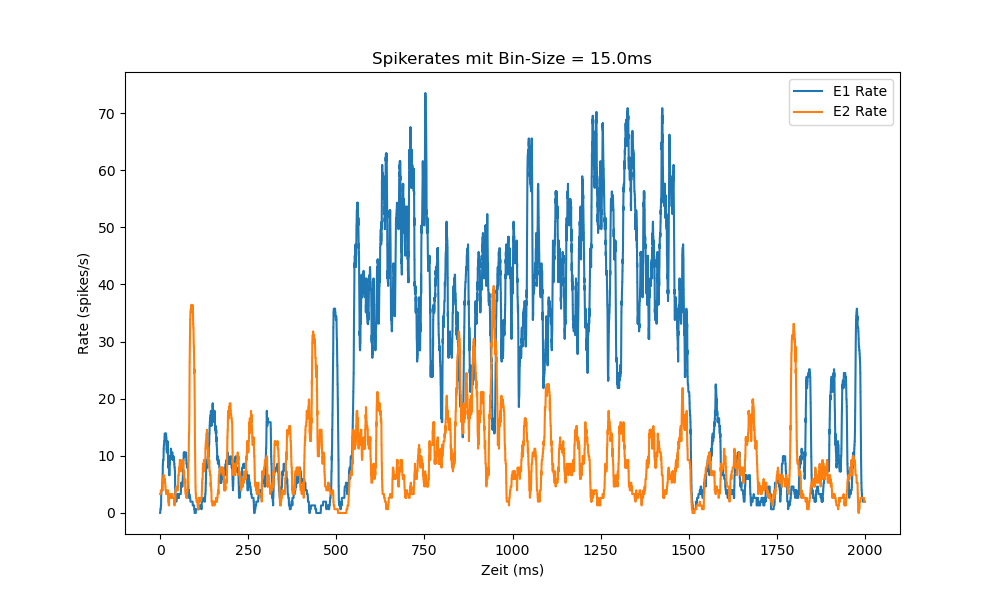 Spikerates mit Bin-Size = 15.0ms
E1 Rate
E2 Rate
Rate (spikes/s)
70
60
50
40
30
20
10
0
0 250 500 750 1000 1250 1500 1750 2000
Zeit (ms)